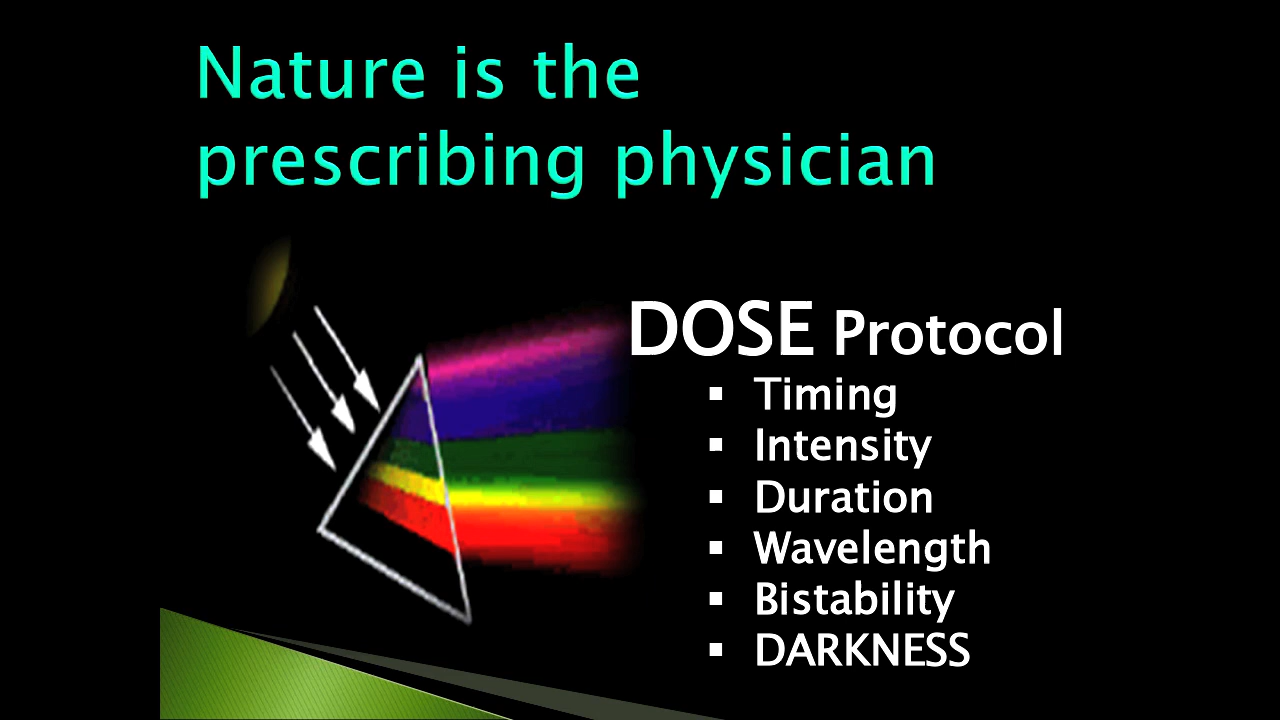 Nature is the
prescribing physician
DOSE Protocol
▪ Timing
▪ Intensity
▪ Duration
▪ Wavelength
▪ Bistability
▪ DARKNESS